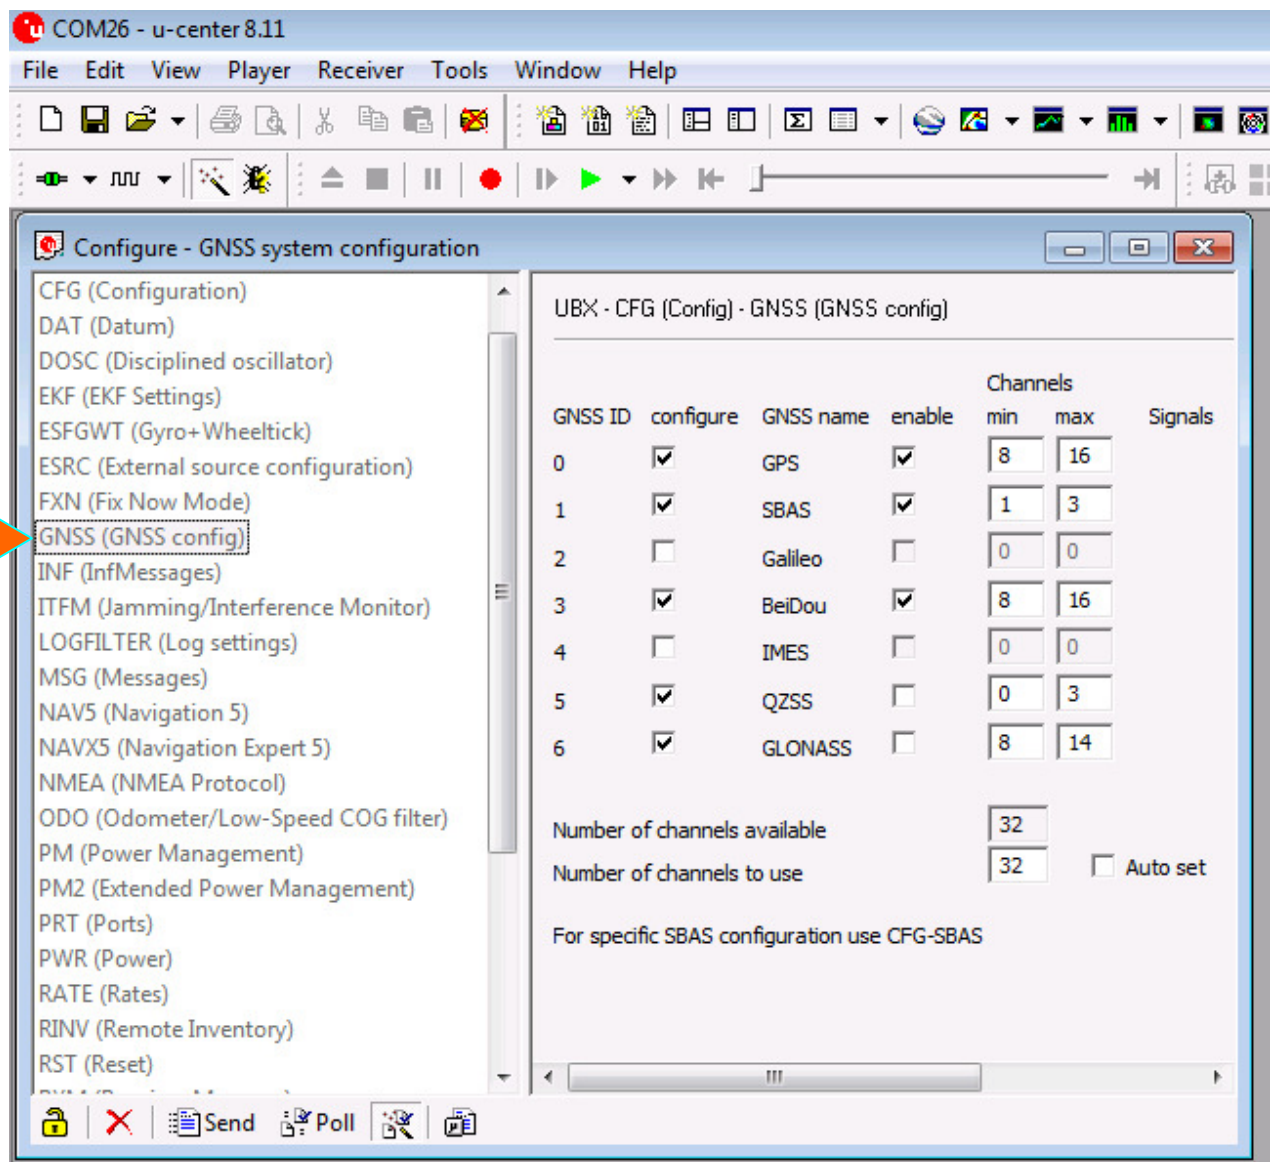 COM26 - u-center 8.11
File Edit View Player Receiver Tools Window Help
Configure - GNSS system configuration
CFG (Configuration)
DAT (Datum)
DOSC (Disciplined oscillator)
EKF (EKF Settings)
ESFGWT (Gyro+Wheeltick)
ESRC (External source configuration)
FXN (Fix Now Mode)
GNSS (GNSS config)
INF (InfMessages)
ITFM (Jamming/Interference Monitor)
LOGFILTER (Log settings)
MSG (Messages)
NAV5 (Navigation 5)
NAVX5 (Navigation Expert 5)
NMEA (NMEA Protocol)
ODO (Odometer/Low-Speed COG filter)
PM (Power Management)
PM2 (Extended Power Management)
PRT (Ports)
PWR (Power)
RATE (Rates)
RINV (Remote Inventory)
RST (Reset)
UBX - CFG (Config) - GNSS (GNSS config)
Channels
GNSS ID configure GNSS name enable min max Signals
0 GPS 8 16
1 SBAS 1 3
2 Galileo 0 0
3 BeiDou 8 16
4 IMES 0 0
5 QZSS 0 3
6 GLONASS 8 14
Number of channels available 32
Number of channels to use 32 Auto set
For specific SBAS configuration use CFG-SBAS
Send Poll